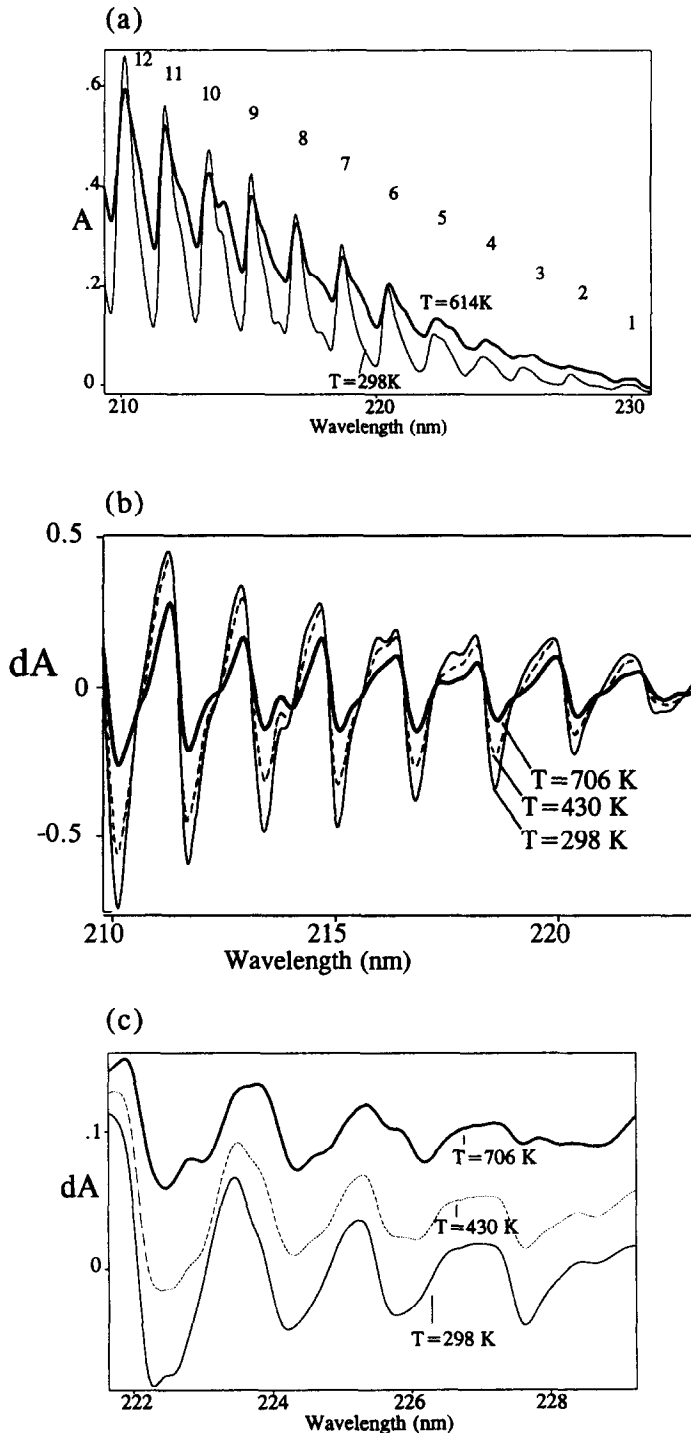 (a)
12
11
10
9
8
7
6
5
4
3
2
1
.6
.4
A
.2
0
T=614K
T=298K
210
220
230
Wavelength (nm)
(b)
0.5
dA
0
-0.5
T=706 K
T=430 K
T=298 K
210
215
220
Wavelength (nm)
(c)
.1
dA
0
T=706 K
T=430 K
T=298 K
222
224
226
228
Wavelength (nm)